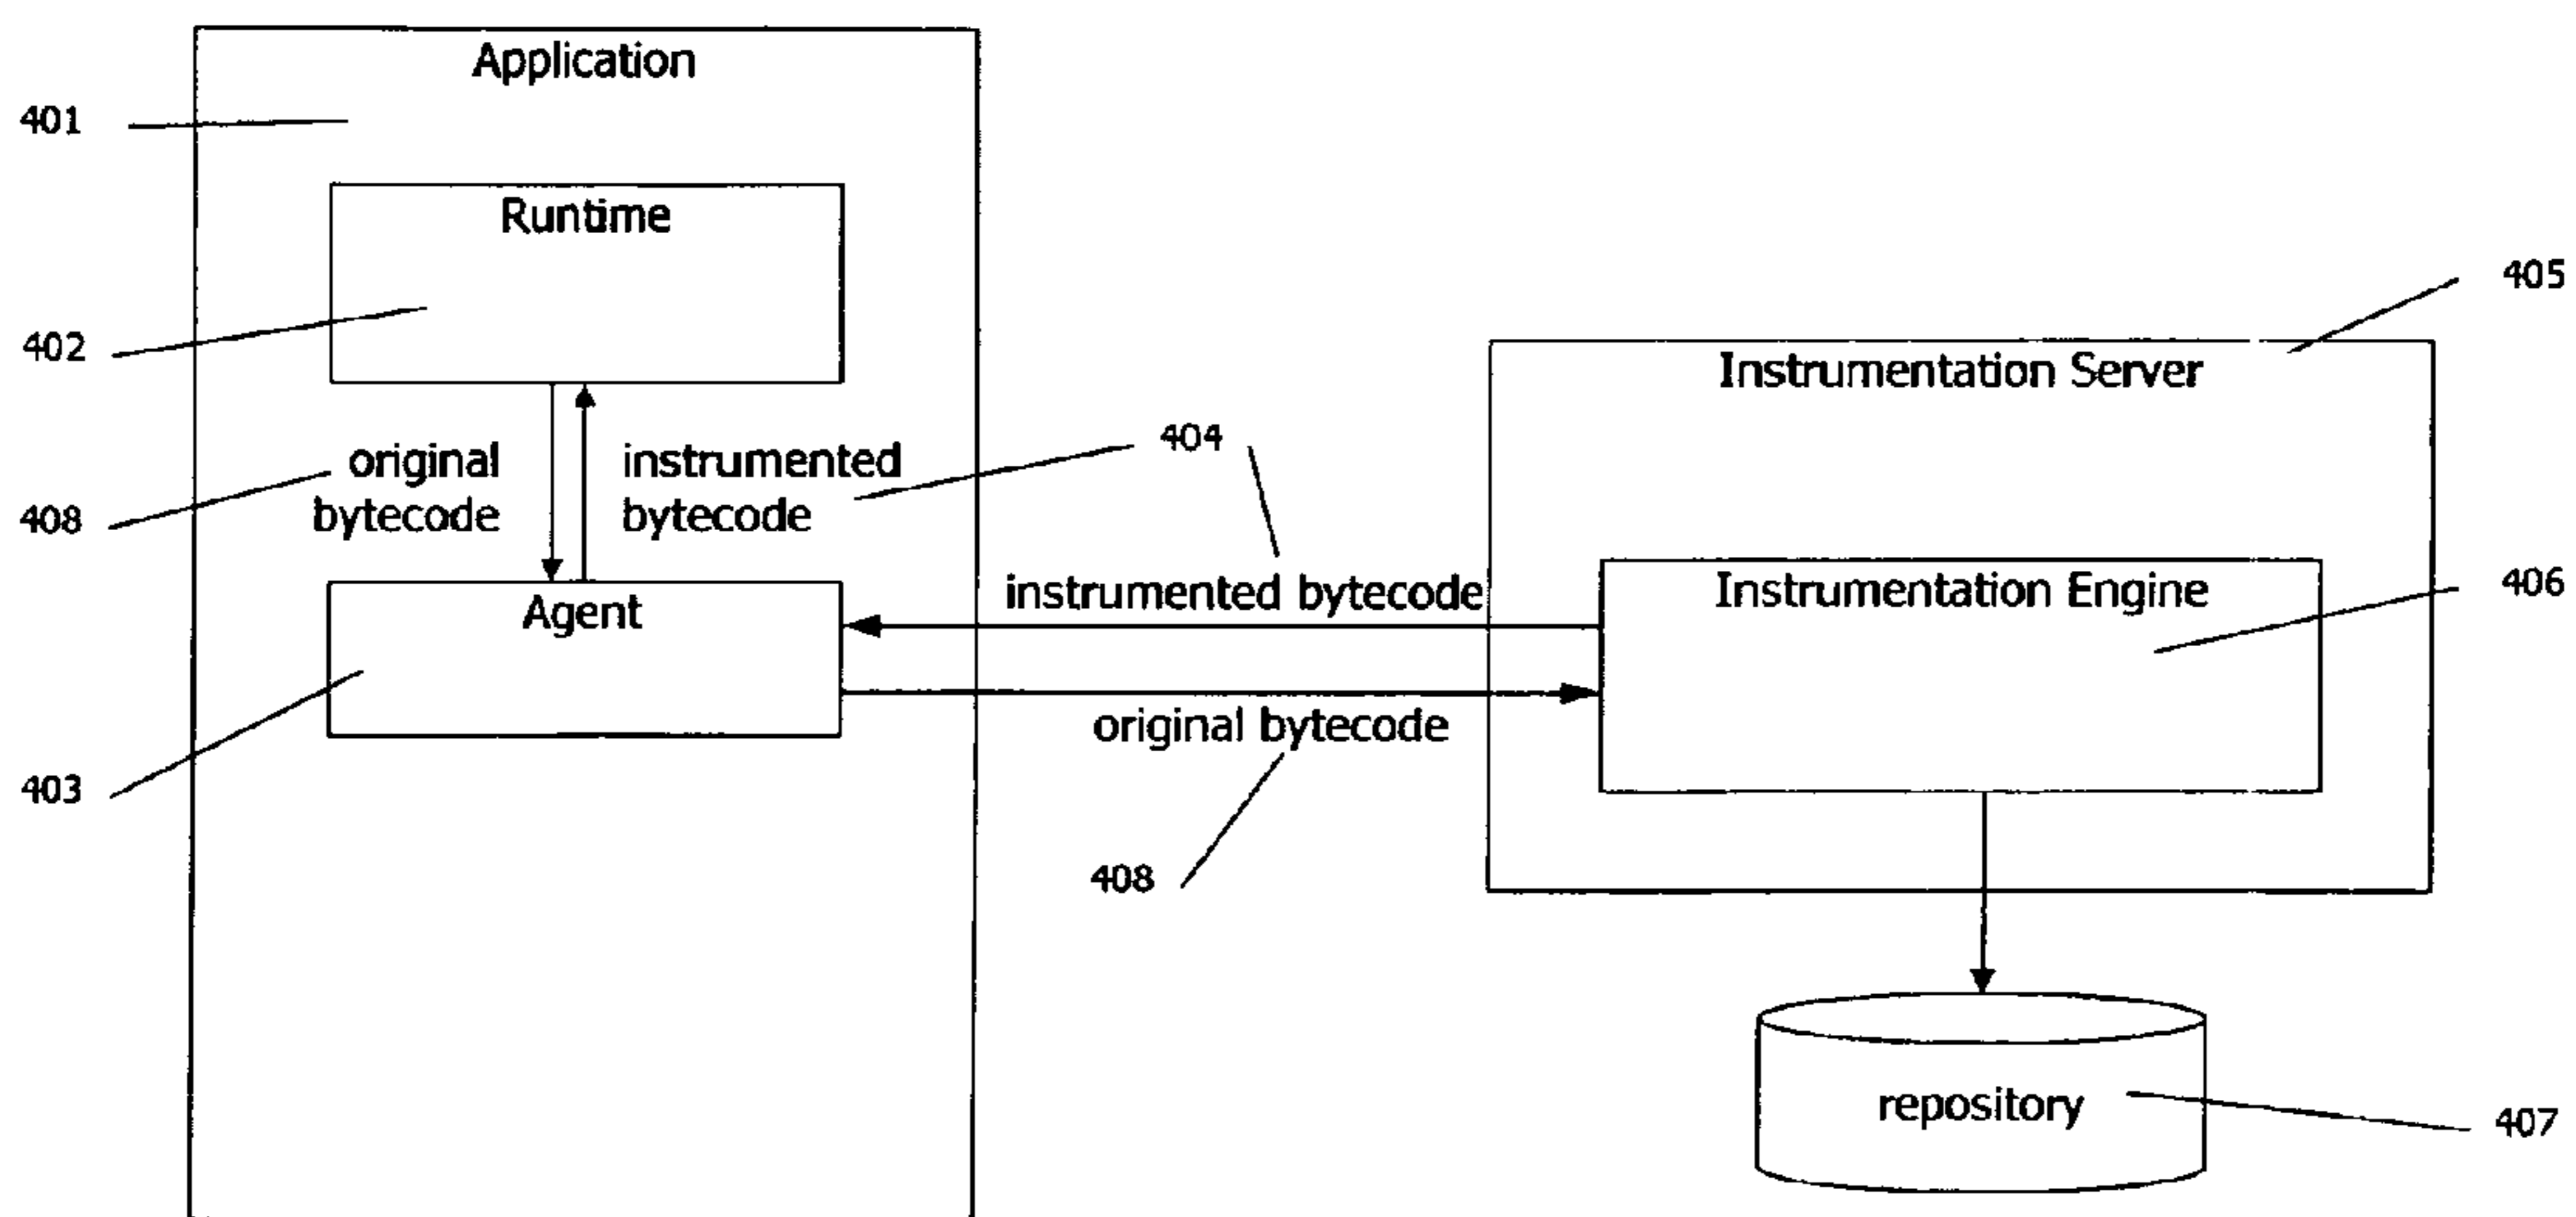 Application
401
Runtime
405
402
Instrumentation Server
404
original
bytecode
instrumented
bytecode
408
instrumented bytecode
Instrumentation Engine
406
Agent
original bytecode
403
408
repository
407